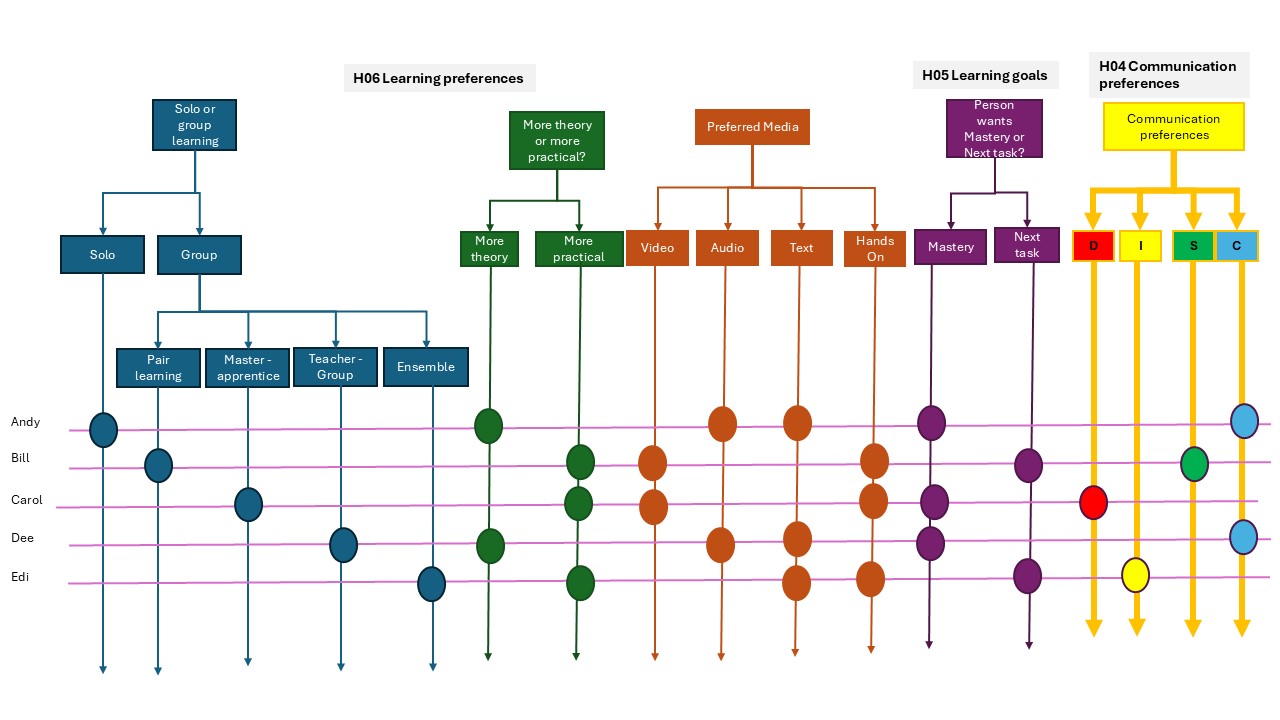 H06 Learning preferences
H05 Learning goals
H04 Communication
preferences
Solo or
group
learning
More theory
or more
practical?
Preferred Media
Person
wants
Mastery or
Next task?
Communication
preferences
Solo
Group
More
theory
More
practical
Video
Audio
Text
Hands
On
Mastery
Next
task
D
I
S
C
Pair
learning
Master -
apprentice
Teacher -
Group
Ensemble
Andy
Bill
Carol
Dee
Edi